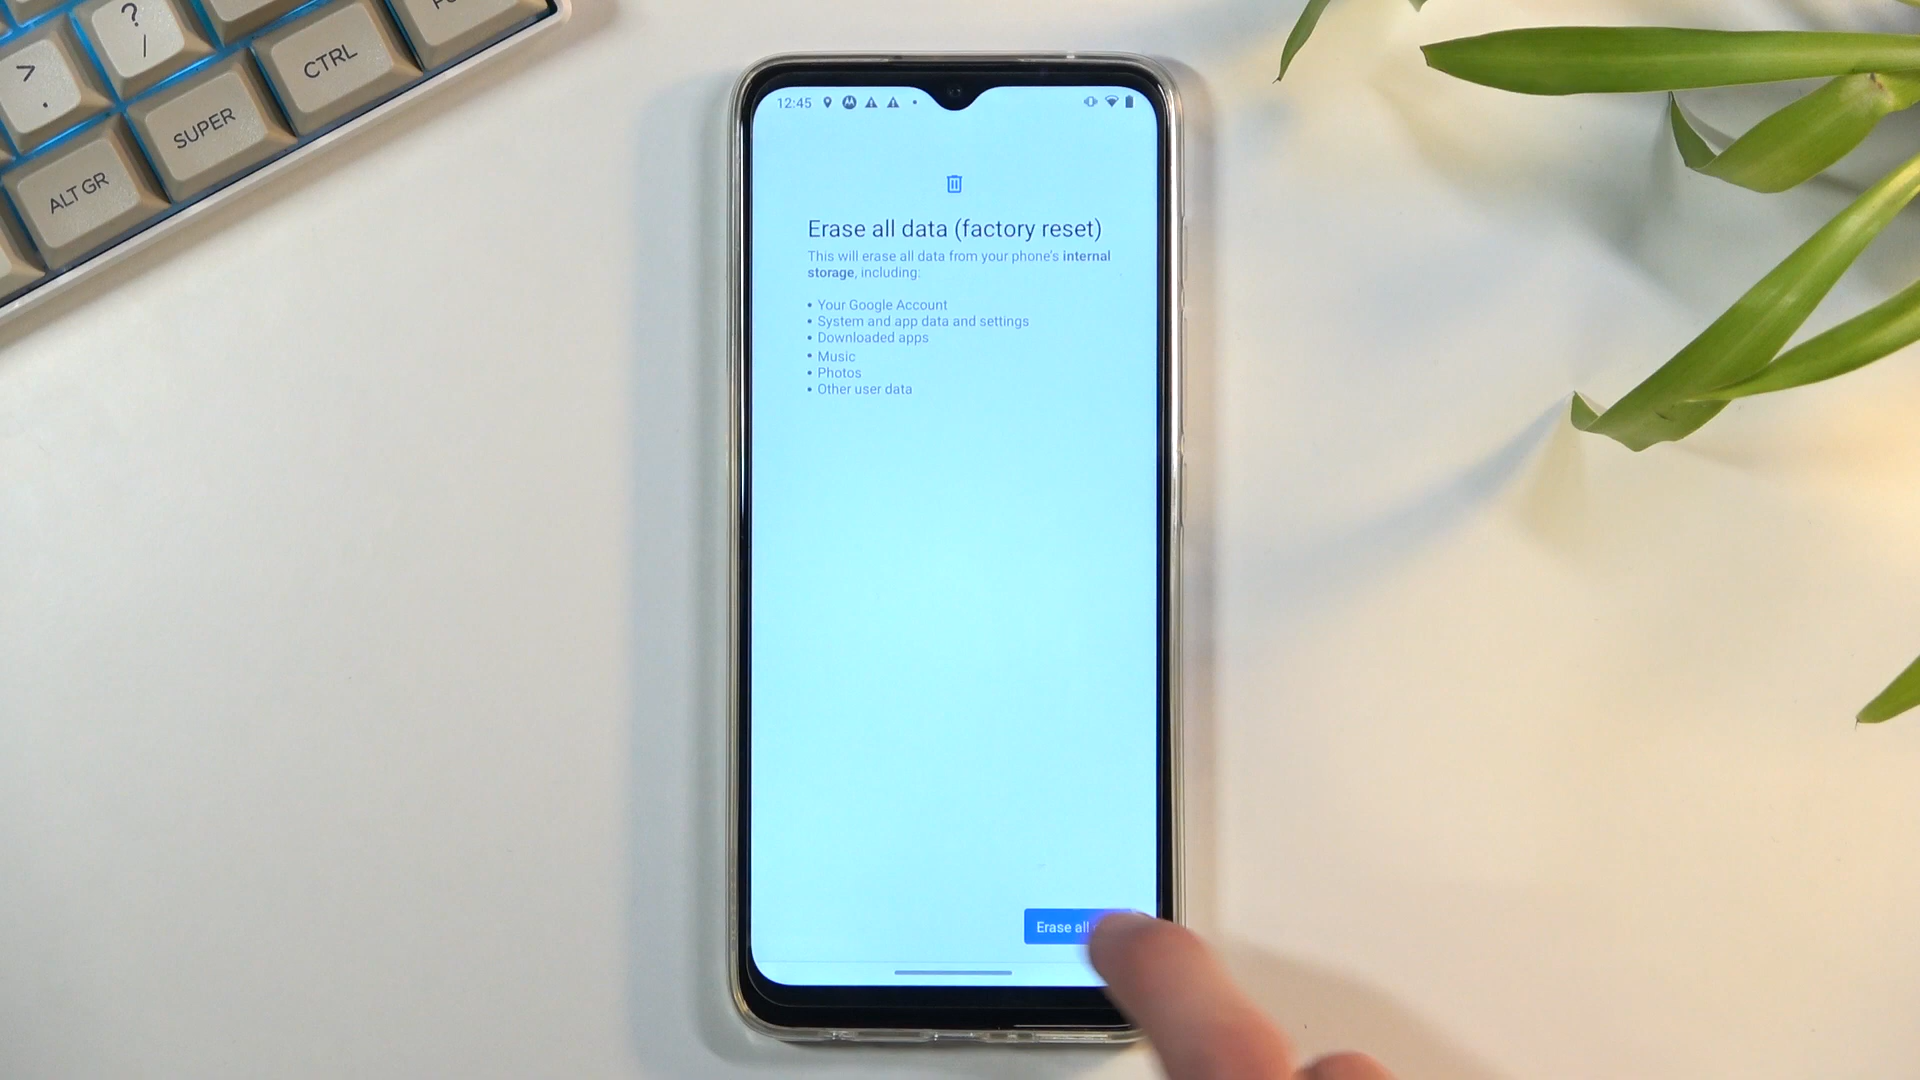 ?
/
>
.
CTRL
SUPER
ALT GR
12:45
Erase all data (factory reset)
This will erase all data from your phone's internal
storage, including:
• Your Google Account
• System and app data and settings
• Downloaded apps
• Music
• Photos
• Other user data
Erase all